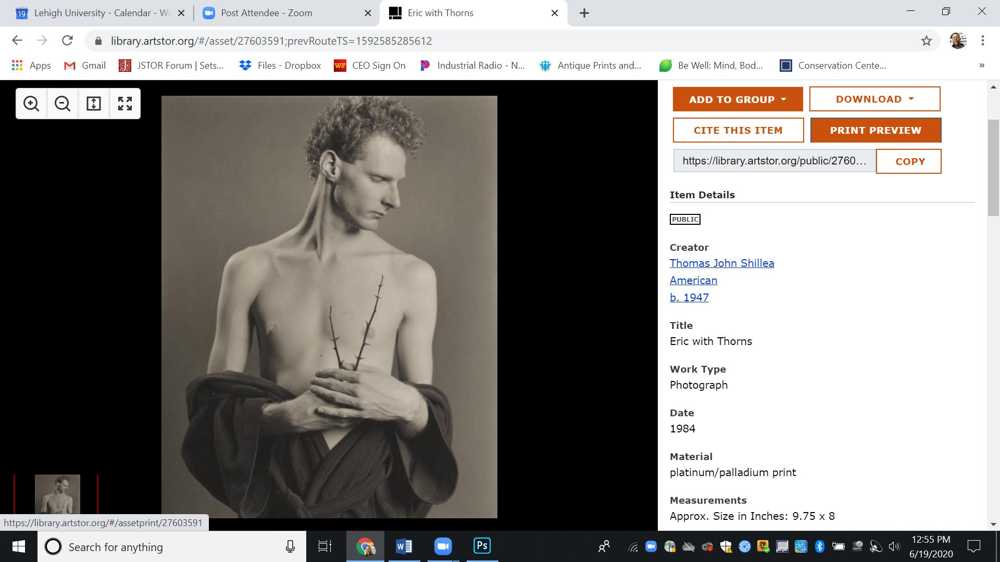 Lehigh University - Calendar - We
Post Attendee - Zoom
Eric with Thorns
library.artstor.org/#/asset/27603591;prevRouteTS=1592585285612
Apps
Gmail
JSTOR Forum | Sets...
Files - Dropbox
CEO Sign On
Industrial Radio - N...
Antique Prints and...
Be Well: Mind, Bod...
Conservation Cente...
»
ADD TO GROUP
DOWNLOAD
CITE THIS ITEM
PRINT PREVIEW
https://library.artstor.org/public/2760...
COPY
Item Details
PUBLIC
Creator
Thomas John Shillea
American
b. 1947
Title
Eric with Thorns
Work Type
Photograph
Date
1984
Material
platinum/palladium print
Measurements
Approx. Size in Inches: 9.75 x 8
https://library.artstor.org/#/assetprint/27603591
Search for anything
Ps
12:55 PM
6/19/2020